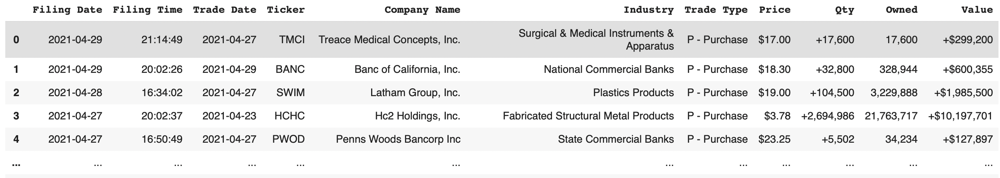 Filing Date Filing Time Trade Date Ticker Company Name Industry Trade Type Price Qty Owned Value
0 2021-04-29 21:14:49 2021-04-27 TMCI Treace Medical Concepts, Inc. Surgical & Medical Instruments & Apparatus P - Purchase $17.00 +17,600 17,600 +$299,200
1 2021-04-29 20:02:26 2021-04-29 BANC Banc of California, Inc. National Commercial Banks P - Purchase $18.30 +32,800 328,944 +$600,355
2 2021-04-28 16:34:02 2021-04-27 SWIM Latham Group, Inc. Plastics Products P - Purchase $19.00 +104,500 3,229,888 +$1,985,500
3 2021-04-27 20:02:37 2021-04-23 HCHC Hc2 Holdings, Inc. Fabricated Structural Metal Products P - Purchase $3.78 +2,694,986 21,763,717 +$10,197,701
4 2021-04-27 16:50:49 2021-04-27 PWOD Penns Woods Bancorp Inc State Commercial Banks P - Purchase $23.25 +5,502 34,234 +$127,897
... ... ... ... ... ... ... ... ... ... ... ...